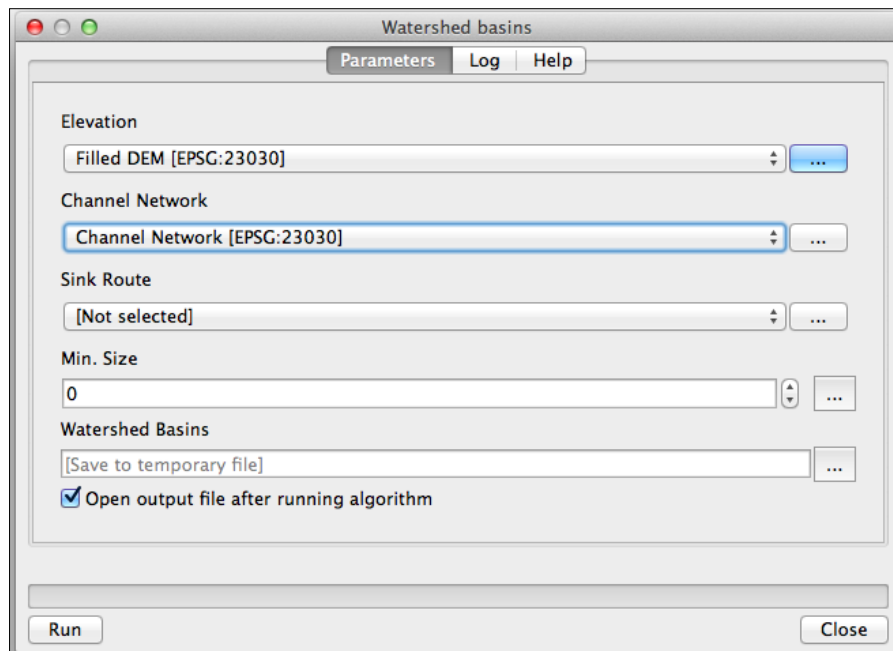 Watershed basins
Parameters Log Help
Elevation
Filled DEM [EPSG:23030]
...
Channel Network
Channel Network [EPSG:23030]
...
Sink Route
[Not selected]
...
Min. Size
0
...
Watershed Basins
[Save to temporary file]
...
Open output file after running algorithm
Run Close